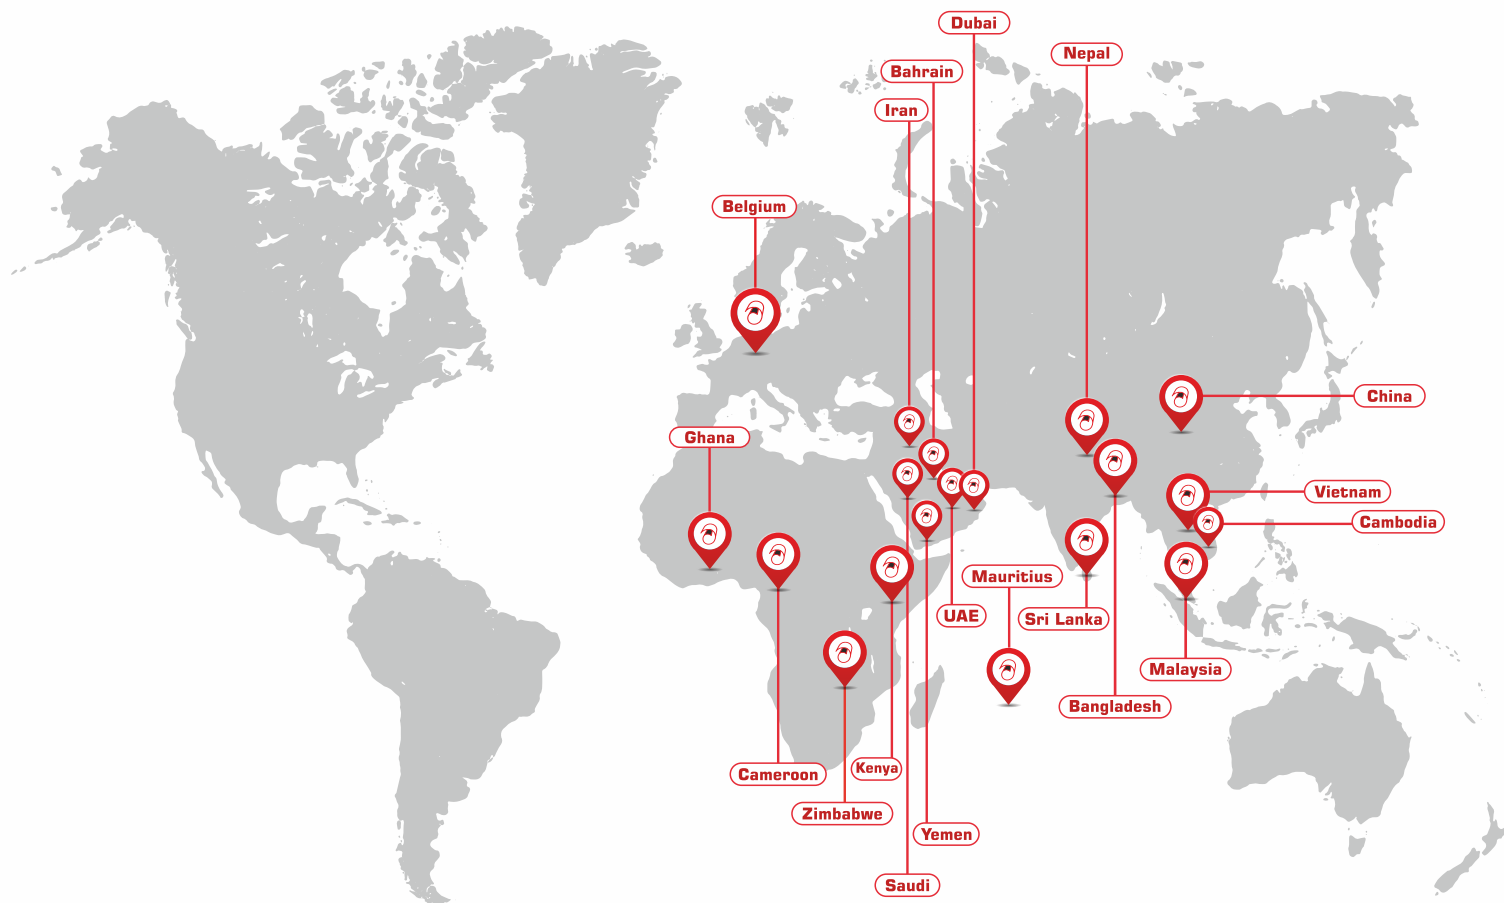 Dubai
Nepal
Bahrain
Iran
Belgium
China
Ghana
Vietnam
Cambodia
Mauritius
UAE
Sri Lanka
Malaysia
Bangladesh
Cameroon
Kenya
Zimbabwe
Yemen
Saudi